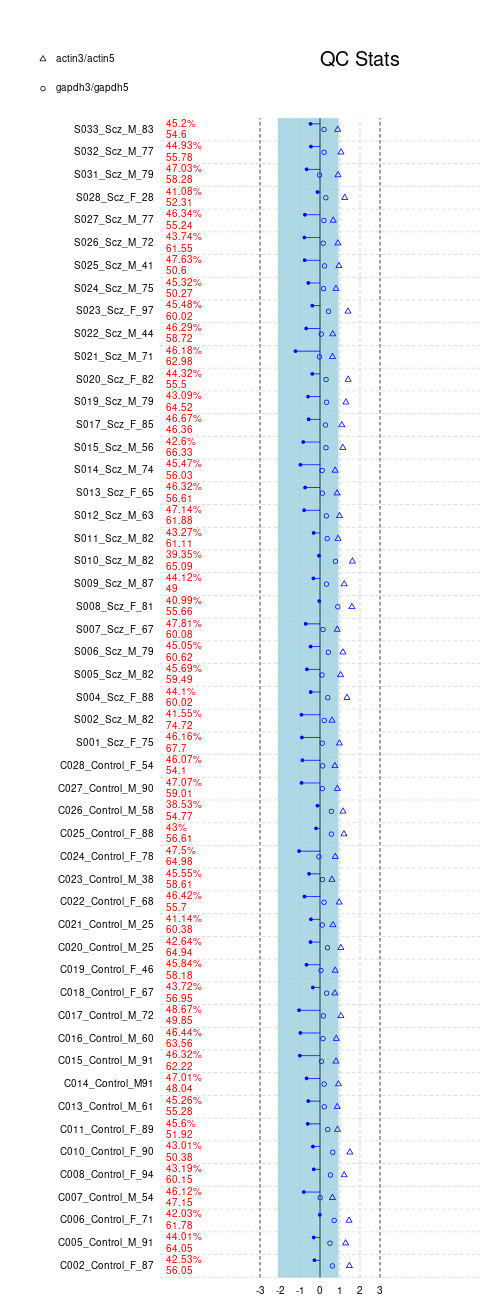 QC Stats
actin3/actin5
gapdh3/gapdh5
S033_Scz_M_83 45.2%
54.6
S032_Scz_M_77 44.93%
55.78
S031_Scz_M_79 47.03%
58.28
S028_Scz_F_28 41.08%
52.31
S027_Scz_M_77 46.34%
55.24
S026_Scz_M_72 43.74%
61.55
S025_Scz_M_41 47.63%
50.6
S024_Scz_M_75 45.32%
50.27
S023_Scz_F_97 45.48%
60.02
S022_Scz_M_44 46.29%
58.72
S021_Scz_M_71 46.18%
62.98
S020_Scz_F_82 44.32%
55.5
S019_Scz_M_79 43.09%
64.52
S017_Scz_F_85 46.67%
46.36
S015_Scz_M_56 42.6%
66.33
S014_Scz_M_74 45.47%
56.03
S013_Scz_F_65 46.32%
56.61
S012_Scz_M_63 47.14%
61.88
S011_Scz_M_82 43.27%
61.11
S010_Scz_M_82 39.35%
65.09
S009_Scz_M_87 44.12%
49
S008_Scz_F_81 40.99%
55.66
S007_Scz_F_67 47.81%
60.08
S006_Scz_M_79 45.05%
60.62
S005_Scz_M_82 45.69%
59.49
S004_Scz_F_88 44.1%
60.02
S002_Scz_M_82 41.55%
74.72
S001_Scz_F_75 46.16%
67.7
C028_Control_F_54 46.07%
54.1
C027_Control_M_90 47.07%
59.01
C026_Control_M_58 38.53%
54.77
C025_Control_F_88 43%
56.61
C024_Control_F_78 47.5%
64.98
C023_Control_M_38 45.55%
58.61
C022_Control_F_68 46.42%
55.7
C021_Control_M_25 41.14%
60.38
C020_Control_M_25 42.64%
64.94
C019_Control_F_46 45.84%
58.18
C018_Control_F_67 43.72%
56.95
C017_Control_M_72 48.67%
49.85
C016_Control_M_60 46.44%
63.56
C015_Control_M_91 46.32%
62.22
C014_Control_M91 47.01%
48.04
C013_Control_M_61 45.26%
55.28
C011_Control_F_89 45.6%
51.92
C010_Control_F_90 43.01%
50.38
C008_Control_F_94 43.19%
60.15
C007_Control_M_54 46.12%
47.15
C006_Control_F_71 42.03%
61.78
C005_Control_M_91 44.01%
64.05
C002_Control_F_87 42.53%
56.05
-3 -2 -1 0 1 2 3